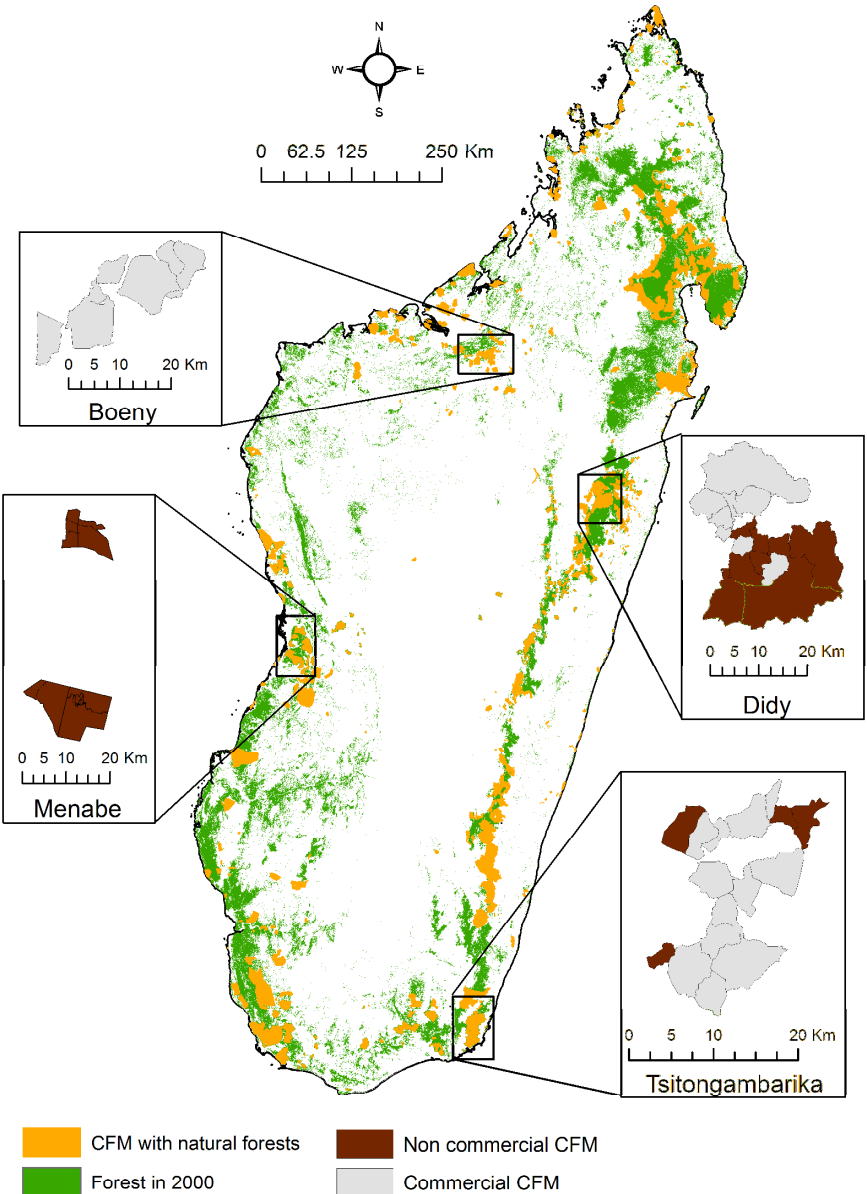 N
W E
S
0 62.5 125 250 Km
0 5 10 20 Km
Boeny
0 5 10 20 Km
Menabe
0 5 10 20 Km
Didy
0 5 10 20 Km
Tsitongambarika
CFM with natural forests
Non commercial CFM
Forest in 2000
Commercial CFM